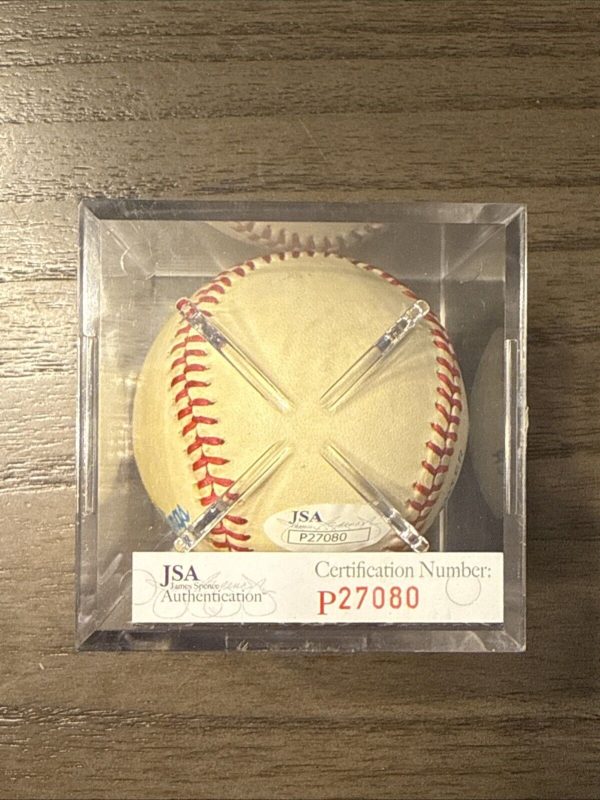 JSA
P27080
JSA
James Spence
Authentication
Certification Number:
P27080